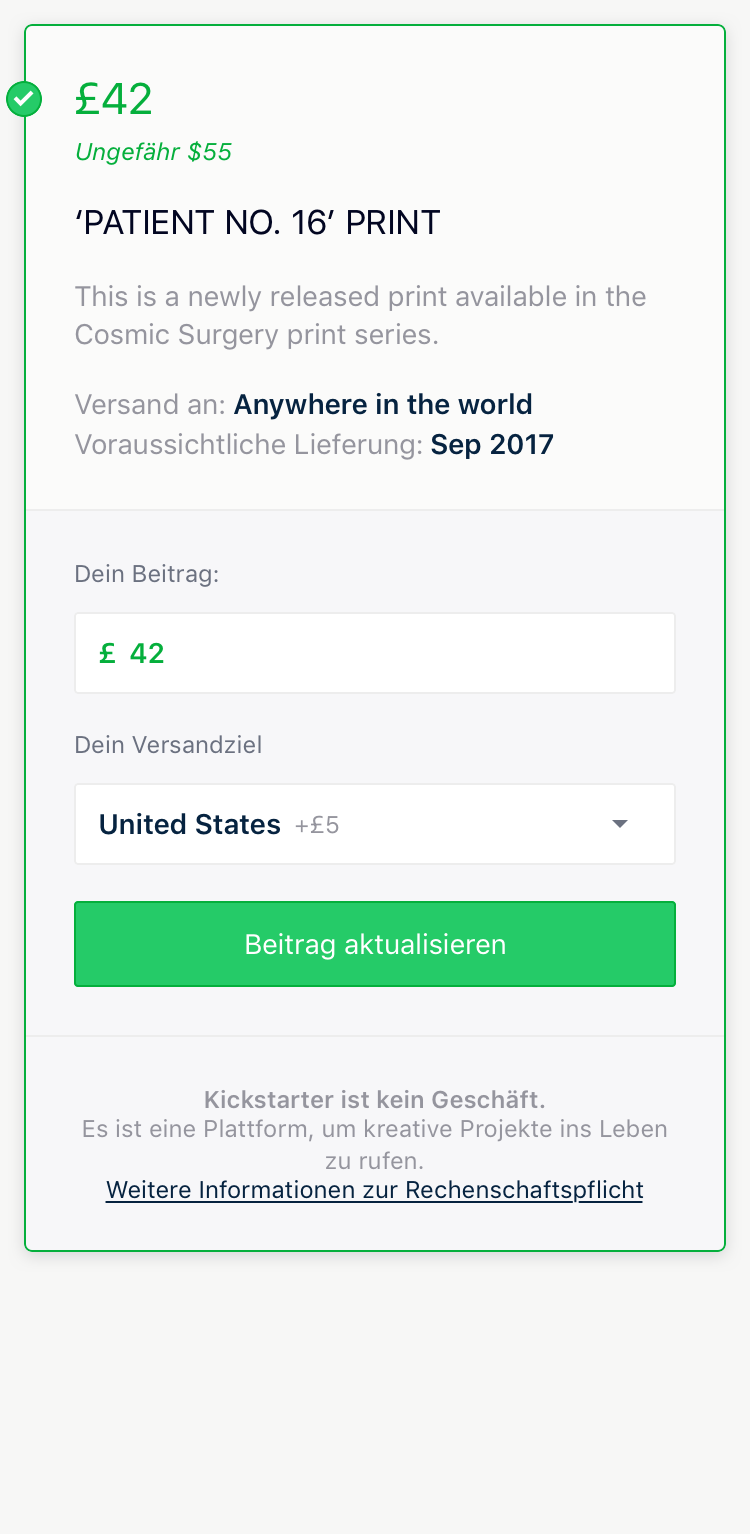 £42
Ungefähr $55
‘PATIENT NO. 16’ PRINT
This is a newly released print available in the
Cosmic Surgery print series.
Versand an: Anywhere in the world
Voraussichtliche Lieferung: Sep 2017
Dein Beitrag:
£ 42
Dein Versandziel
United States +£5
Beitrag aktualisieren
Kickstarter ist kein Geschäft.
Es ist eine Plattform, um kreative Projekte ins Leben
zu rufen.
Weitere Informationen zur Rechenschaftspflicht